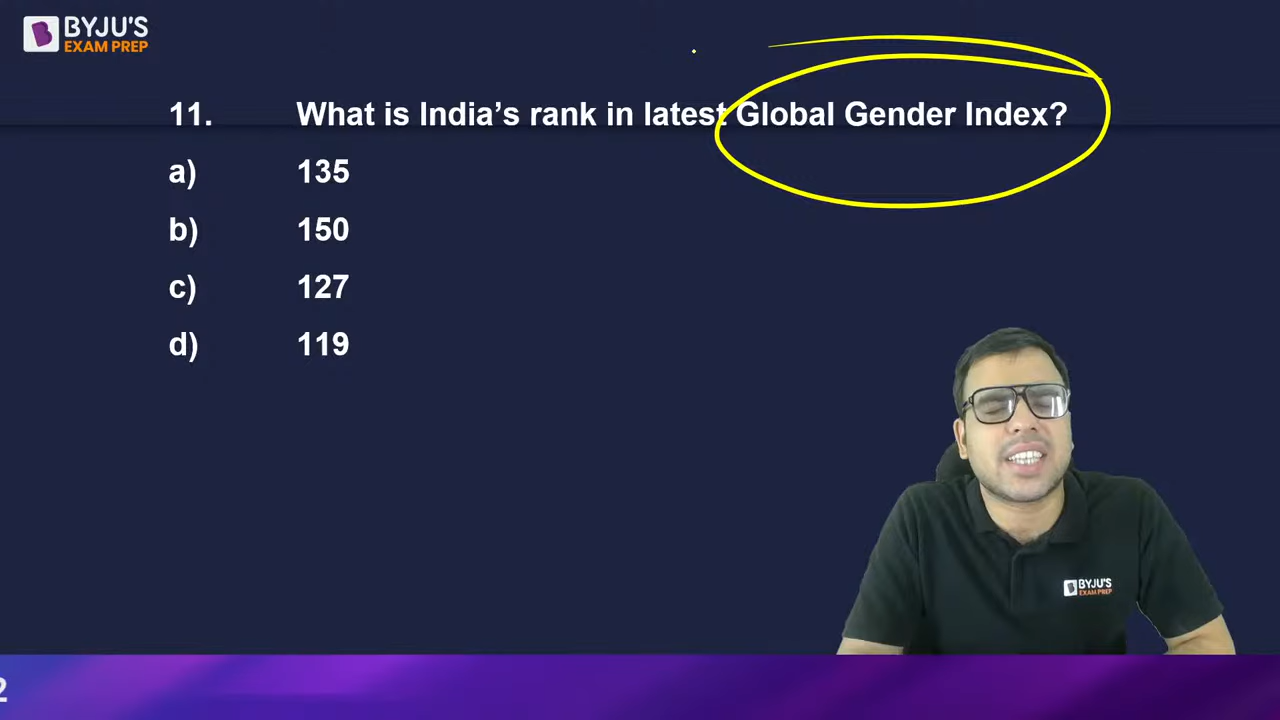 BYJU'S
EXAM PREP
11. What is India's rank in latest Global Gender Index?
a) 135
b) 150
c) 127
d) 119
BYJU'S
EXAM PREP
2